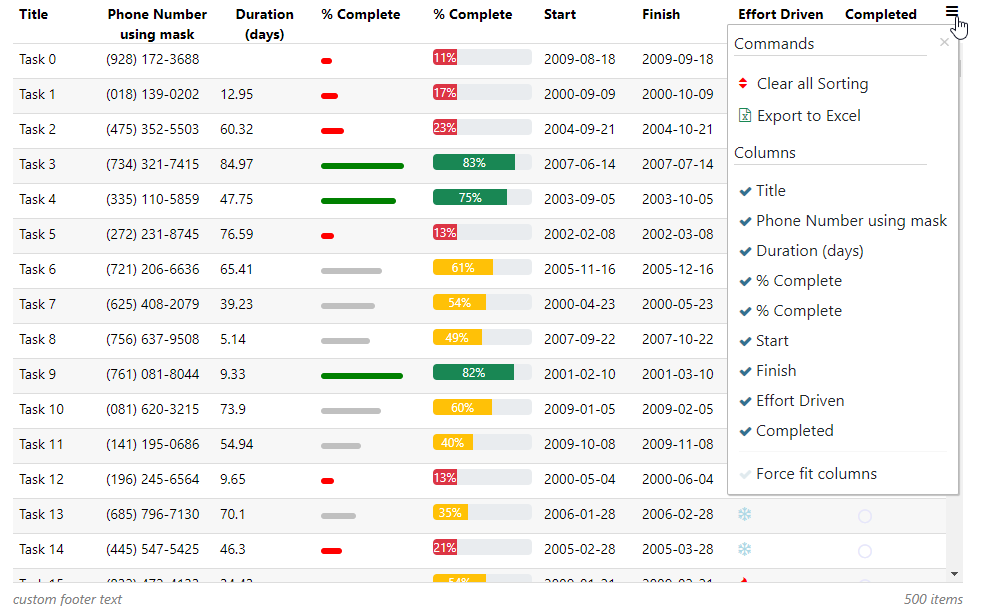 Title Phone Number using mask Duration (days) % Complete % Complete Start Finish Effort Driven Completed
Task 0 (928) 172-3688 11% 2009-08-18 2009-09-18
Task 1 (018) 139-0202 12.95 17% 2000-09-09 2000-10-09
Task 2 (475) 352-5503 60.32 23% 2004-09-21 2004-10-21
Task 3 (734) 321-7415 84.97 83% 2007-06-14 2007-07-14
Task 4 (335) 110-5859 47.75 75% 2003-09-05 2003-10-05
Task 5 (272) 231-8745 76.59 13% 2002-02-08 2002-03-08
Task 6 (721) 206-6636 65.41 61% 2005-11-16 2005-12-16
Task 7 (625) 408-2079 39.23 54% 2000-04-23 2000-05-23
Task 8 (756) 637-9508 5.14 49% 2007-09-22 2007-10-22
Task 9 (761) 081-8044 9.33 82% 2001-02-10 2001-03-10
Task 10 (081) 620-3215 73.9 60% 2009-01-05 2009-02-05
Task 11 (141) 195-0686 54.94 40% 2009-10-08 2009-11-08
Task 12 (196) 245-6564 9.65 13% 2000-05-04 2000-06-04
Task 13 (685) 796-7130 70.1 35% 2006-01-28 2006-02-28
Task 14 (445) 547-5425 46.3 21% 2005-02-28 2005-03-28
Commands ×
Clear all Sorting
Export to Excel
Columns
Title
Phone Number using mask
Duration (days)
% Complete
% Complete
Start
Finish
Effort Driven
Completed
Force fit columns
custom footer text 500 items